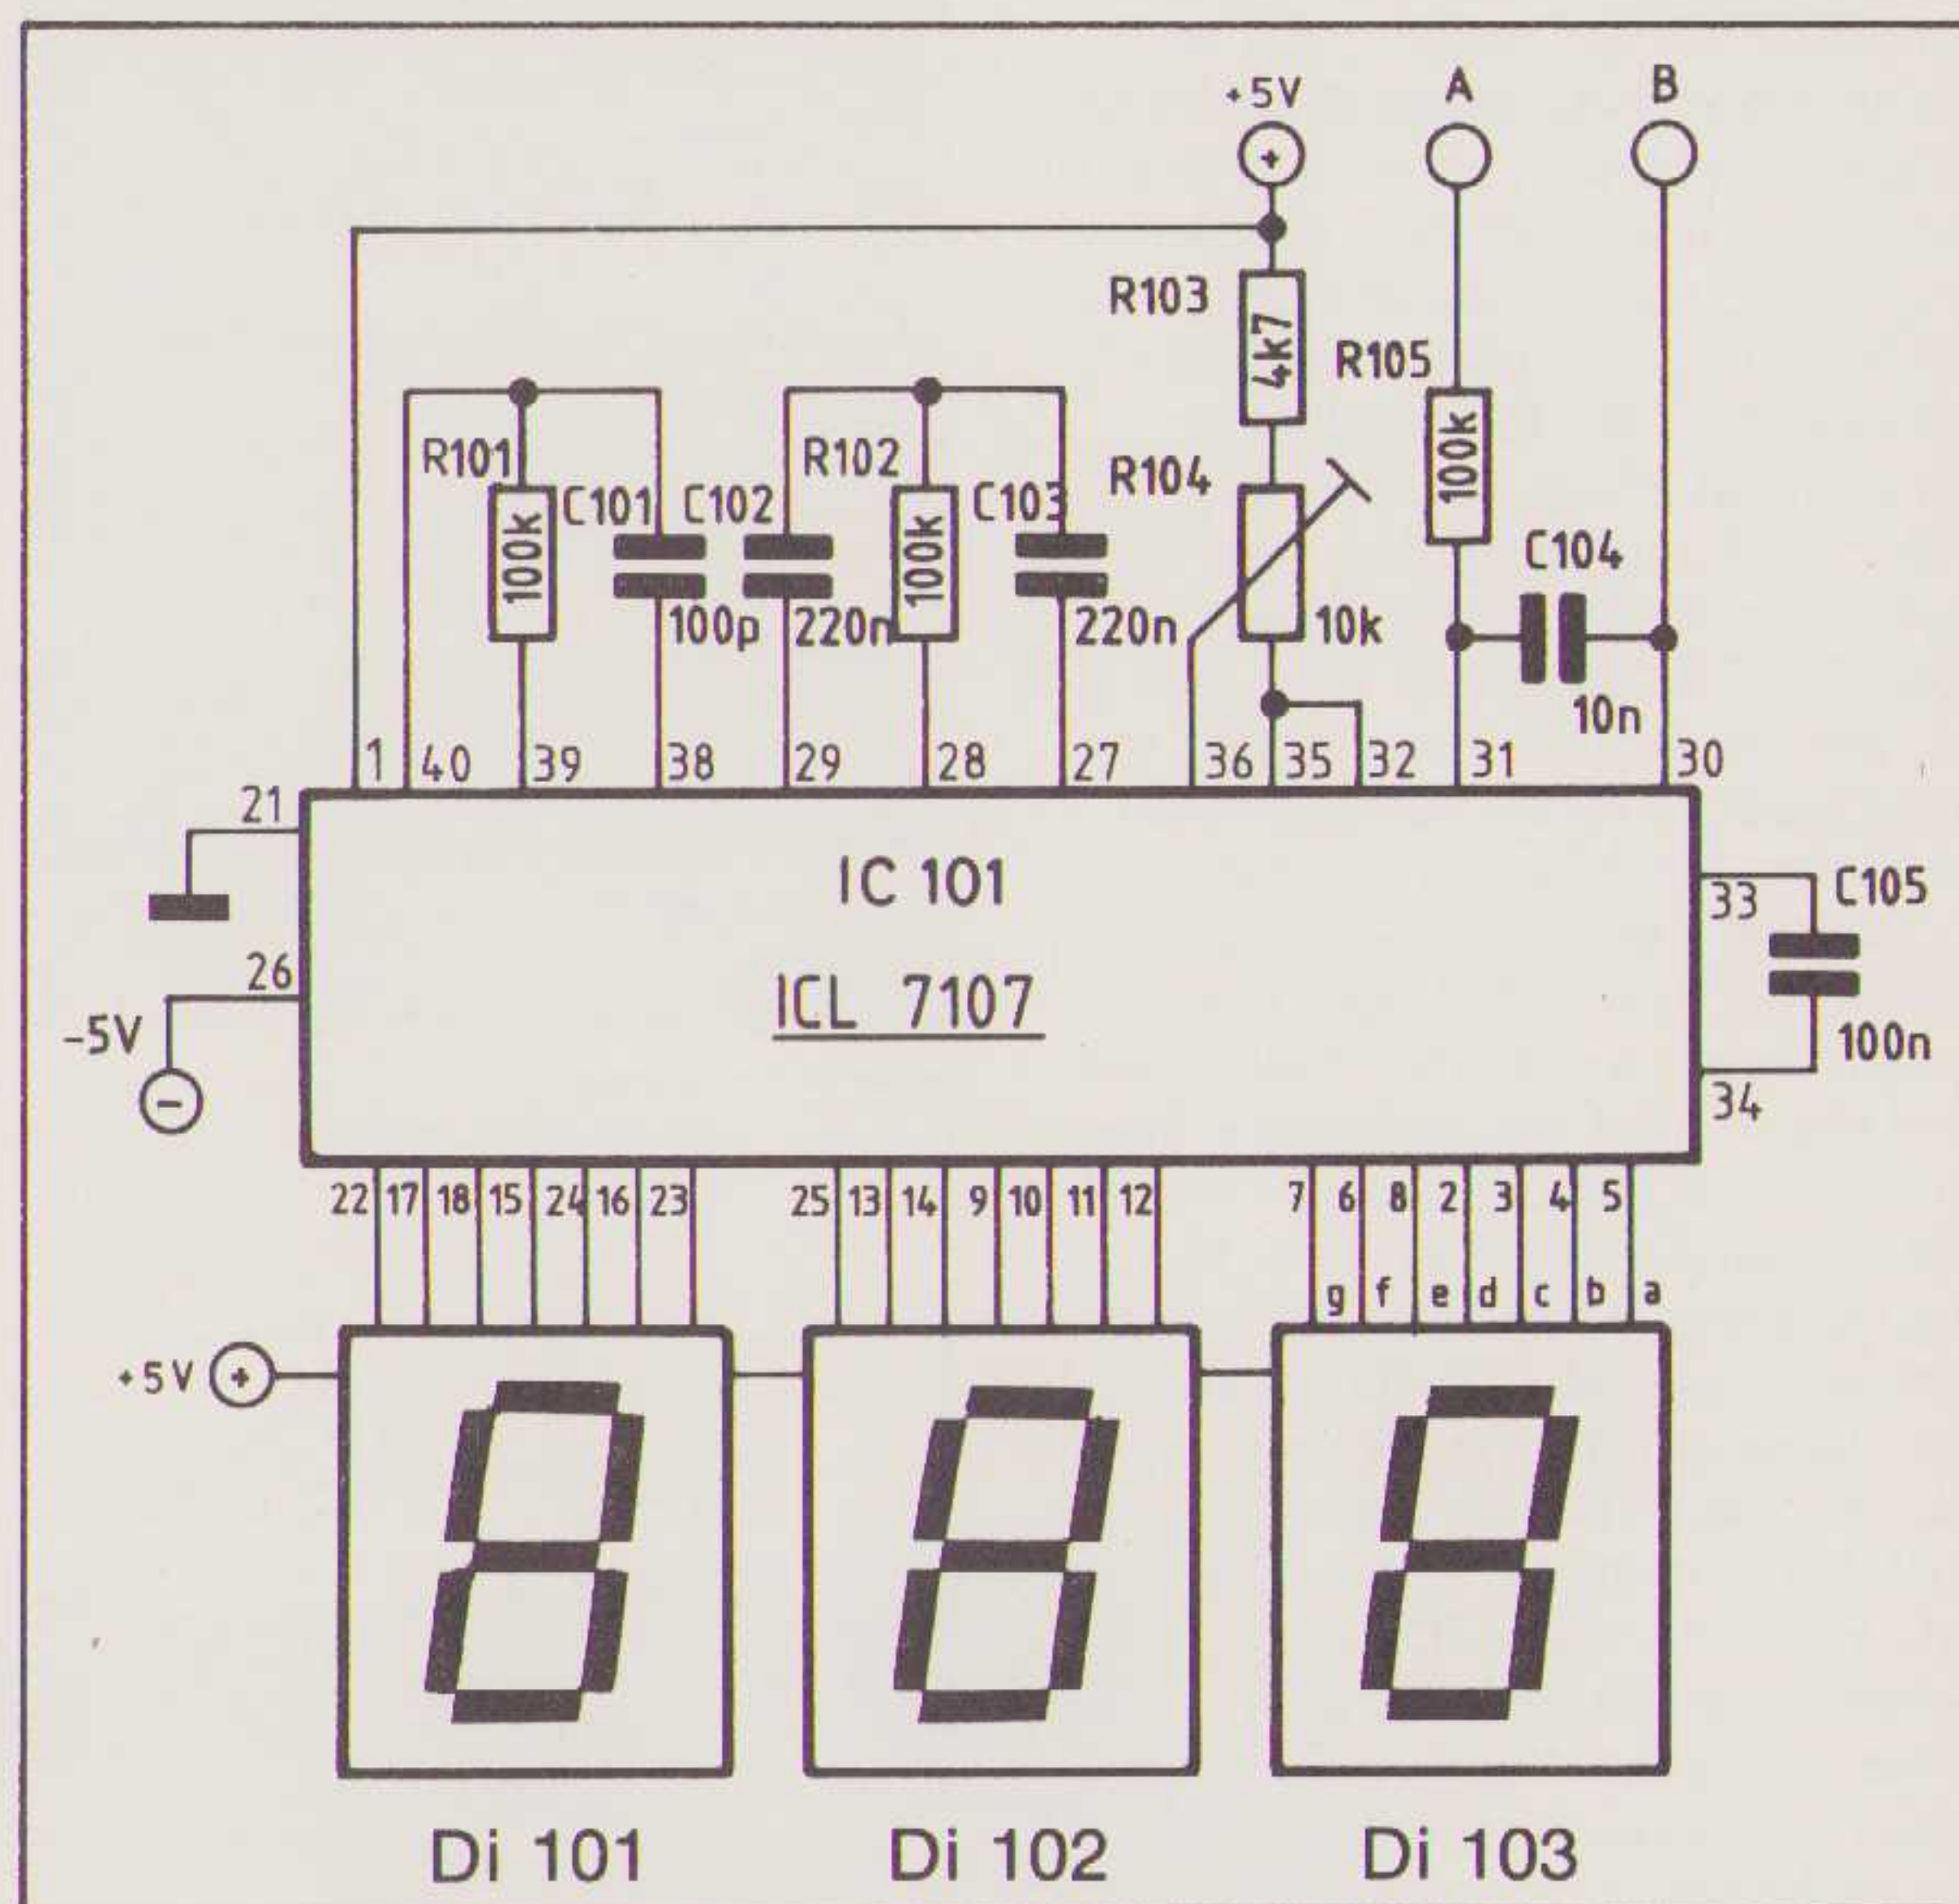 +5V A B
R103 4k7
R105 100k
R101 100k
C101 100p
C102 220n
R102 100k
C103 220n
R104 10k
C104 10n
1 40 39 38 29 28 27 36 35 32 31 30
21
26
-5V
IC 101
ICL 7107
33 C105
100n
34
22 17 18 15 24 16 23 25 13 14 9 10 11 12 7 6 8 2 3 4 5
g f e d c b a
+5V
Di 101 Di 102 Di 103